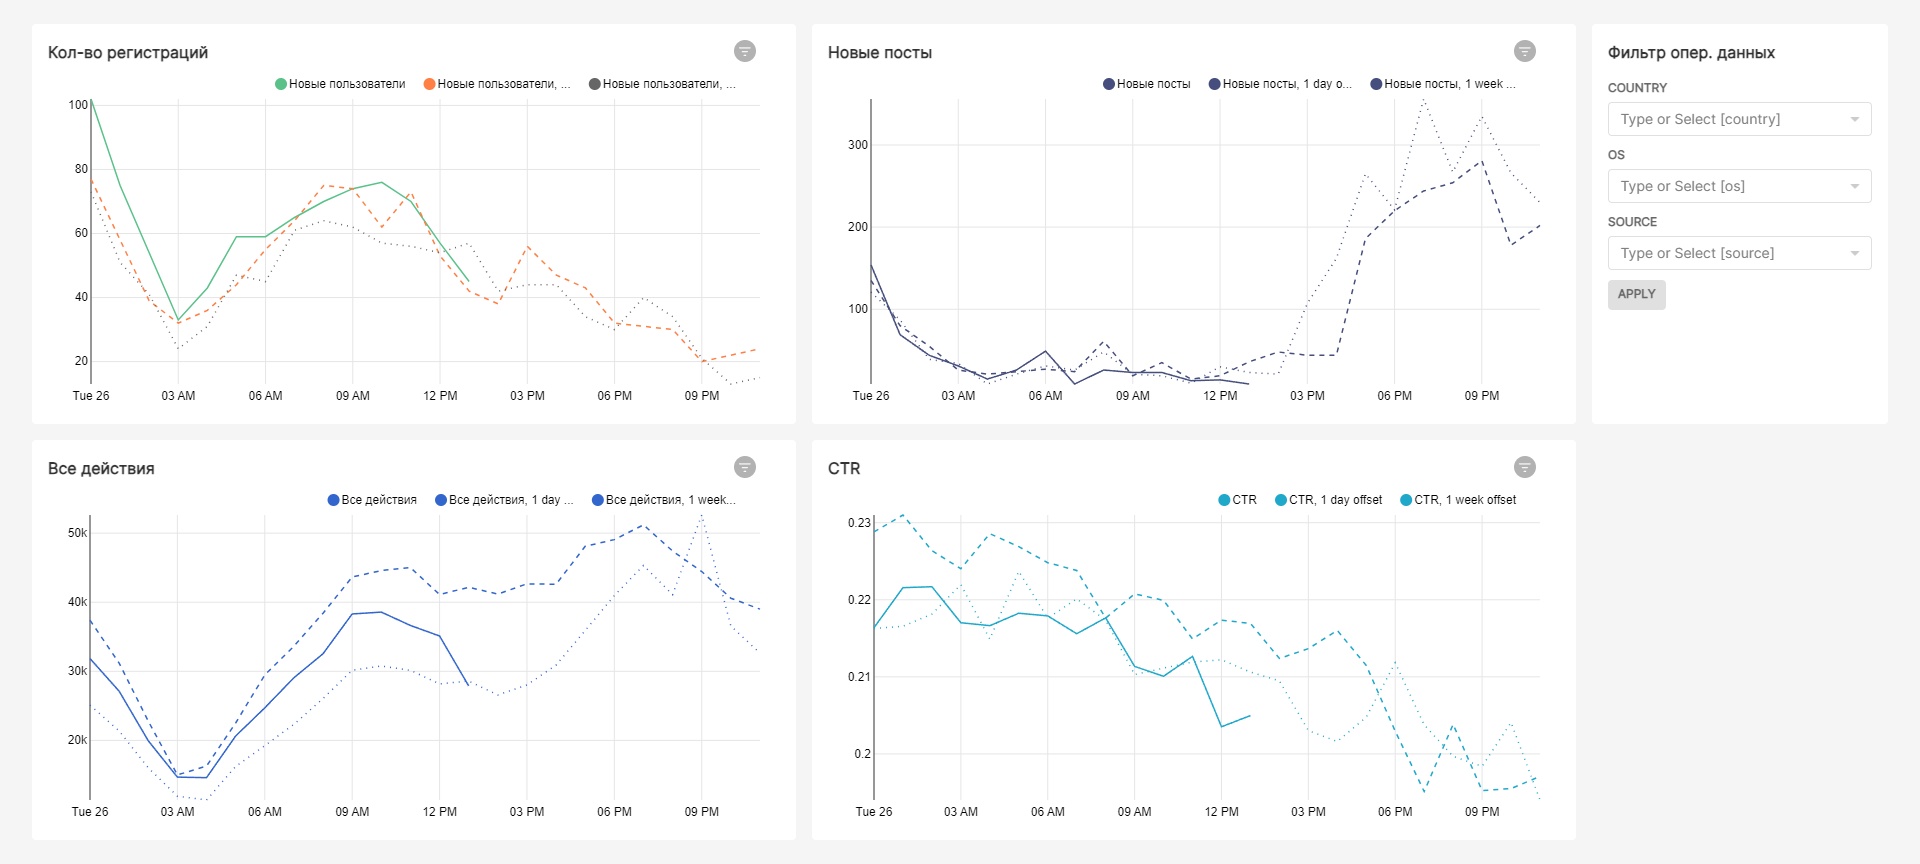 Кол-во регистраций
Новые пользователи
Новые пользователи, ...
Новые пользователи, ...
100
80
60
40
20
Tue 26
03 AM
06 AM
09 AM
12 PM
03 PM
06 PM
09 PM
Новые посты
Новые посты
Новые посты, 1 day o...
Новые посты, 1 week ...
300
200
100
Tue 26
03 AM
06 AM
09 AM
12 PM
03 PM
06 PM
09 PM
Фильтр опер. данных
COUNTRY
Type or Select [country]
OS
Type or Select [os]
SOURCE
Type or Select [source]
APPLY
Все действия
Все действия
Все действия, 1 day ...
Все действия, 1 week...
50k
40k
30k
20k
Tue 26
03 AM
06 AM
09 AM
12 PM
03 PM
06 PM
09 PM
CTR
CTR
CTR, 1 day offset
CTR, 1 week offset
0.23
0.22
0.21
0.2
Tue 26
03 AM
06 AM
09 AM
12 PM
03 PM
06 PM
09 PM